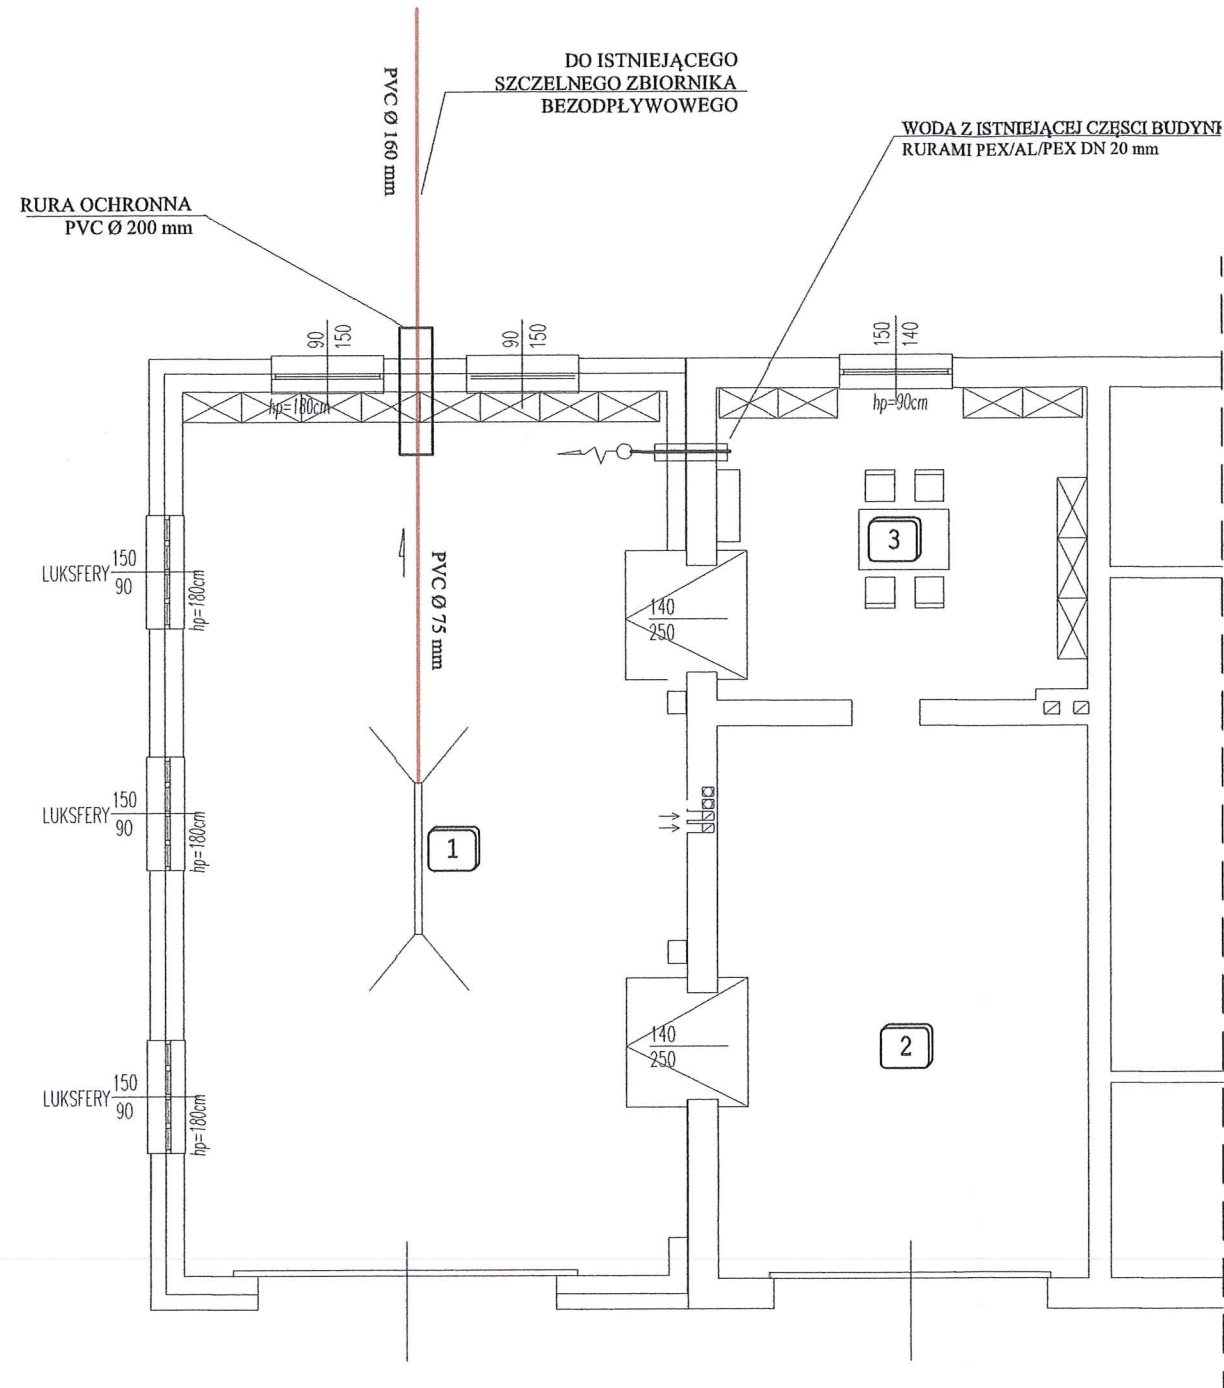 DO ISTNIEJĄCEGO
SZCZELNEGO ZBIORNIKA
BEZODPŁYWOWEGO
PVC Ø 160 mm
WODA Z ISTNIEJĄCEJ CZĘSCI BUDYNK
RURAMI PEX/AL/PEX DN 20 mm
RURA OCHRONNA
PVC Ø 200 mm
90
150
90
150
150
140
hp=180cm
hp=90cm
3
LUKSFERY
150
90
hp=180cm
PVC Ø 75 mm
140
250
LUKSFERY
150
90
hp=180cm
1
140
250
2
LUKSFERY
150
90
hp=180cm